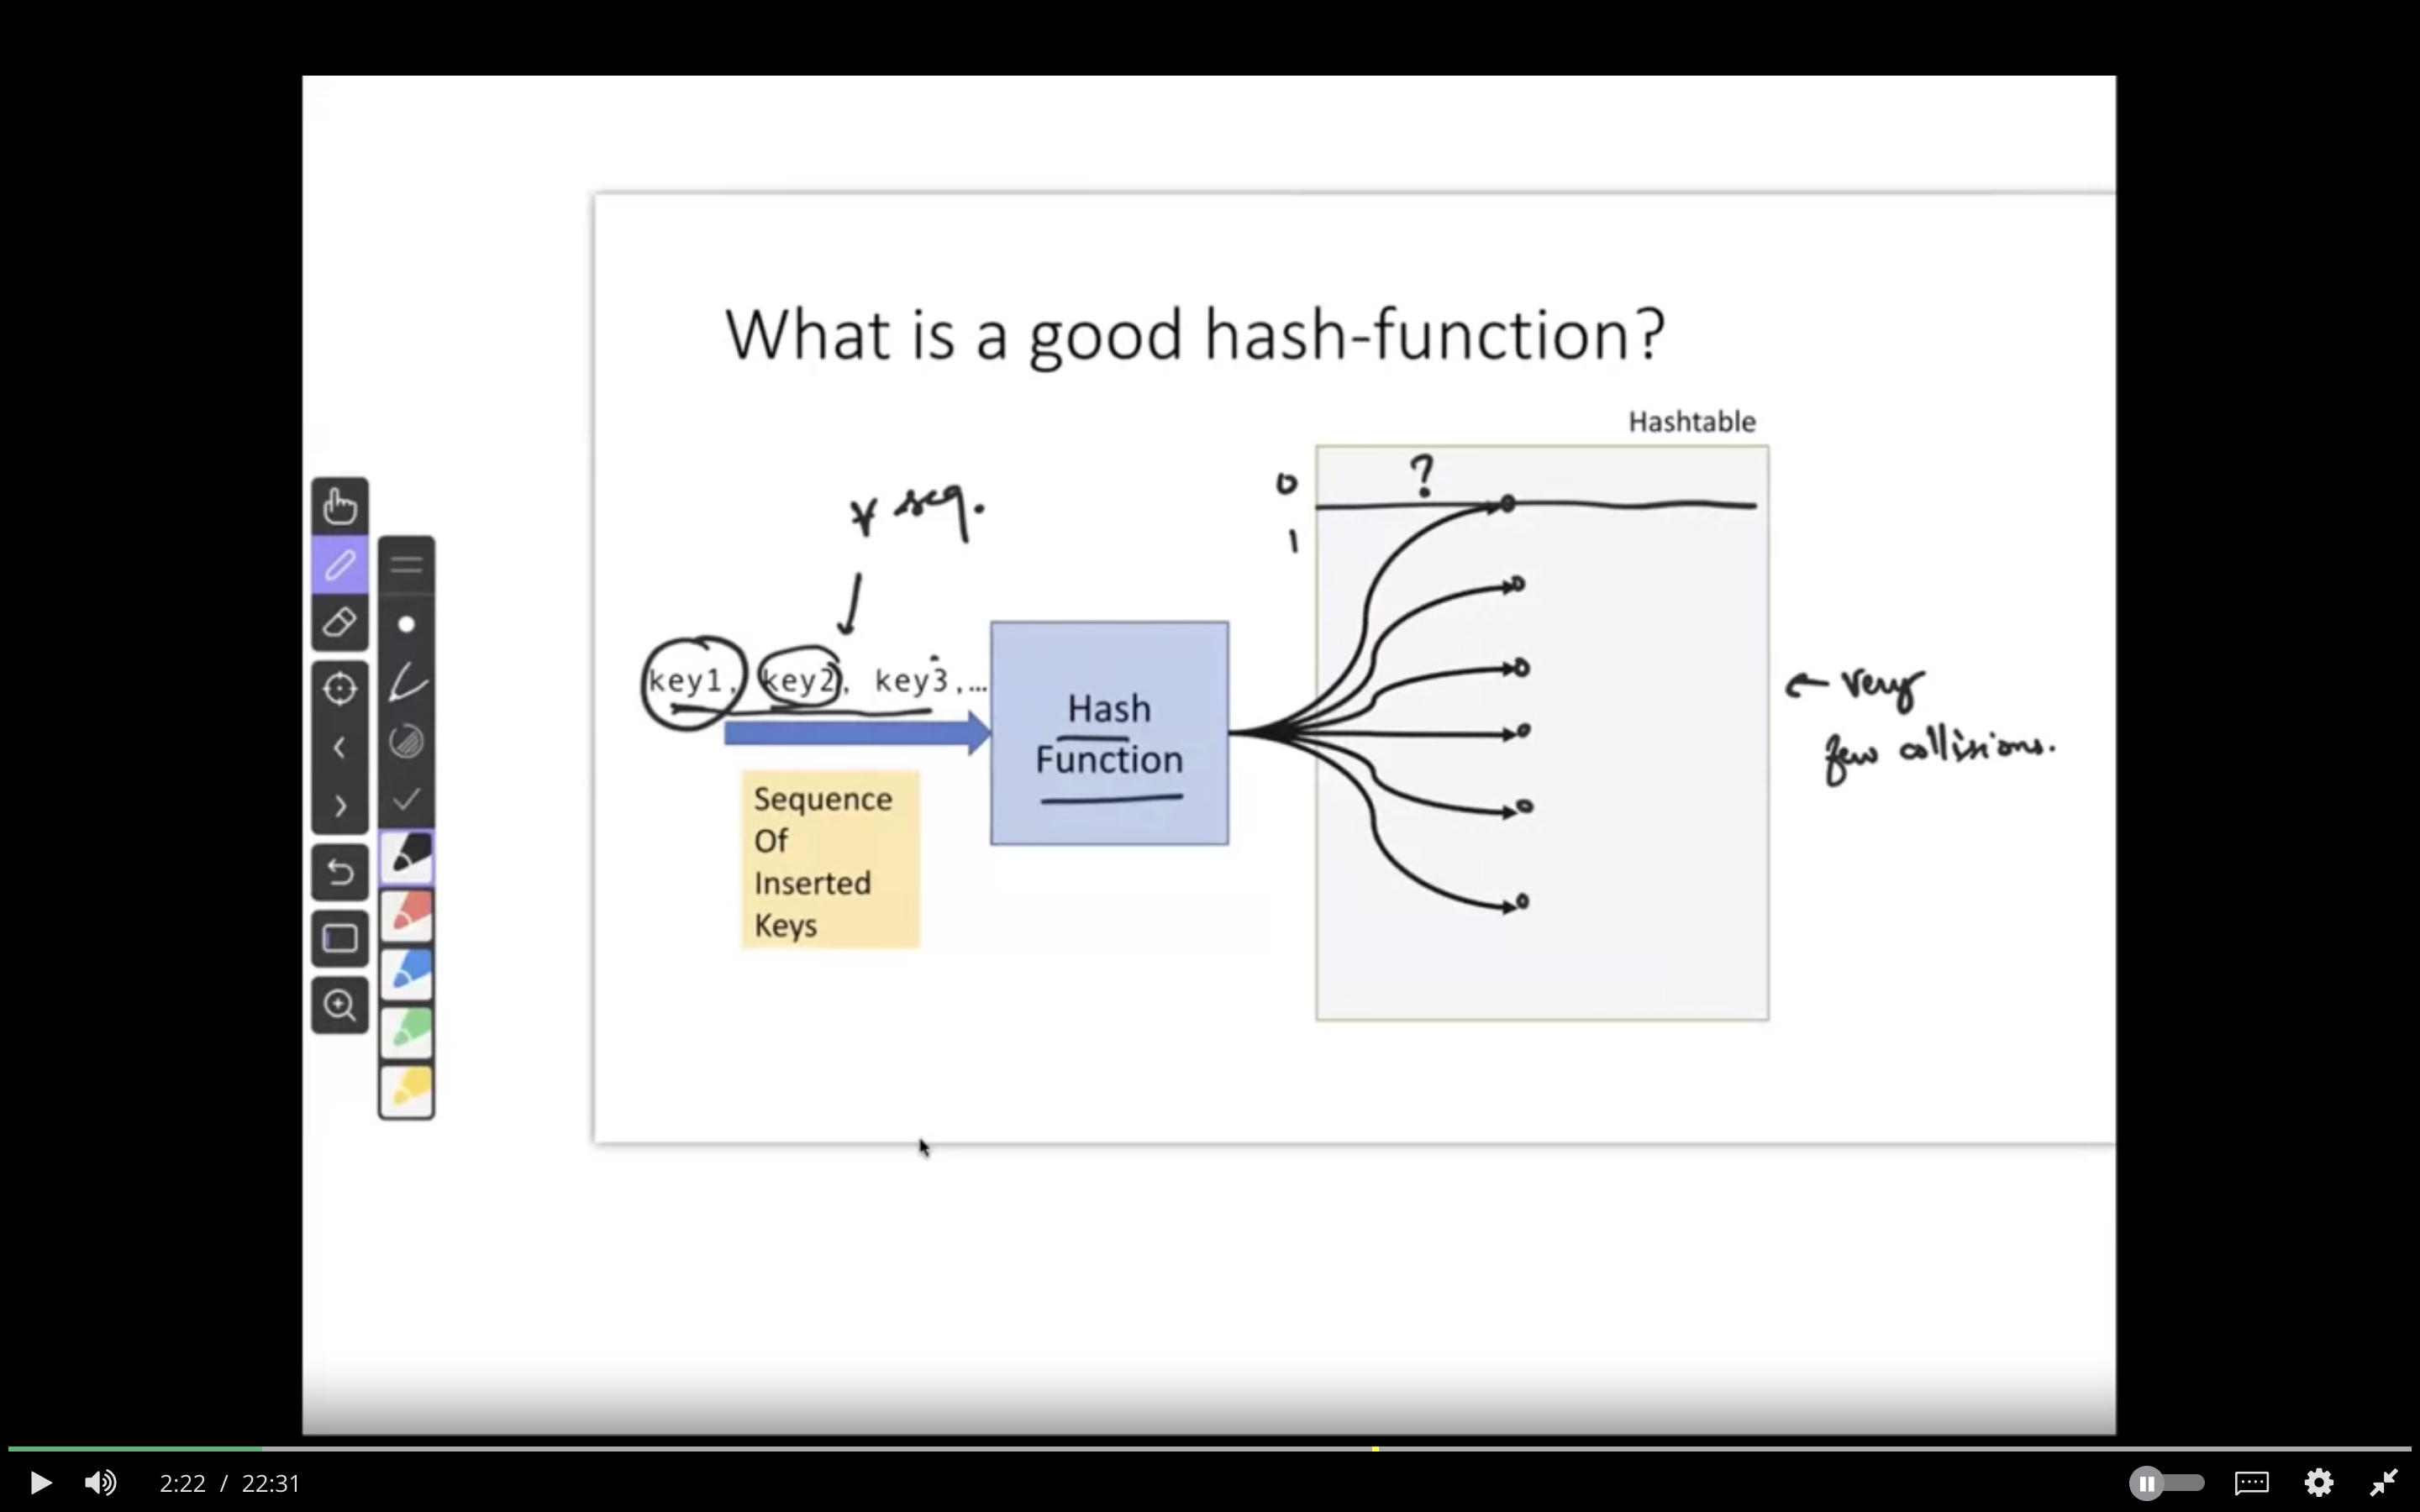 What is a good hash-function?
Hashtable
∀ seq.
0
?
1
key1, key2, key3,...
Hash
Function
Sequence
Of
Inserted
Keys
← very
few collisions.
2:22 / 22:31